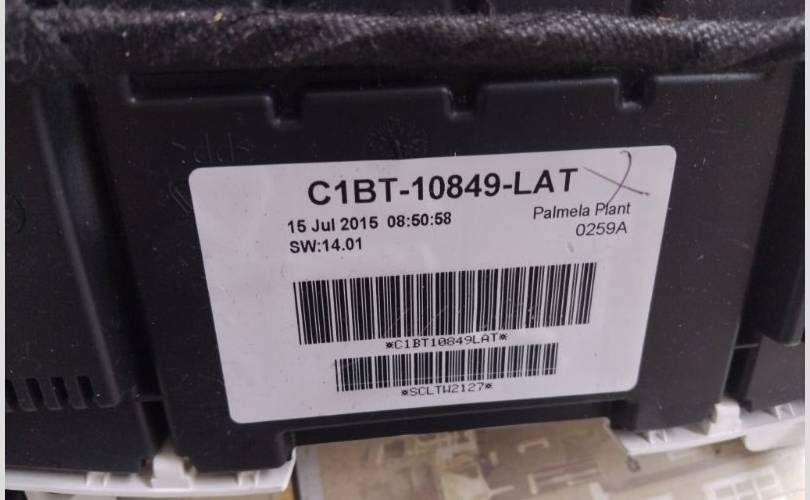 C1BT-10849-LAT
15 Jul 2015 08:50:58
Palmela Plant
SW:14.01
0259A
*C1BT10849LAT*
*SCLTW2127*